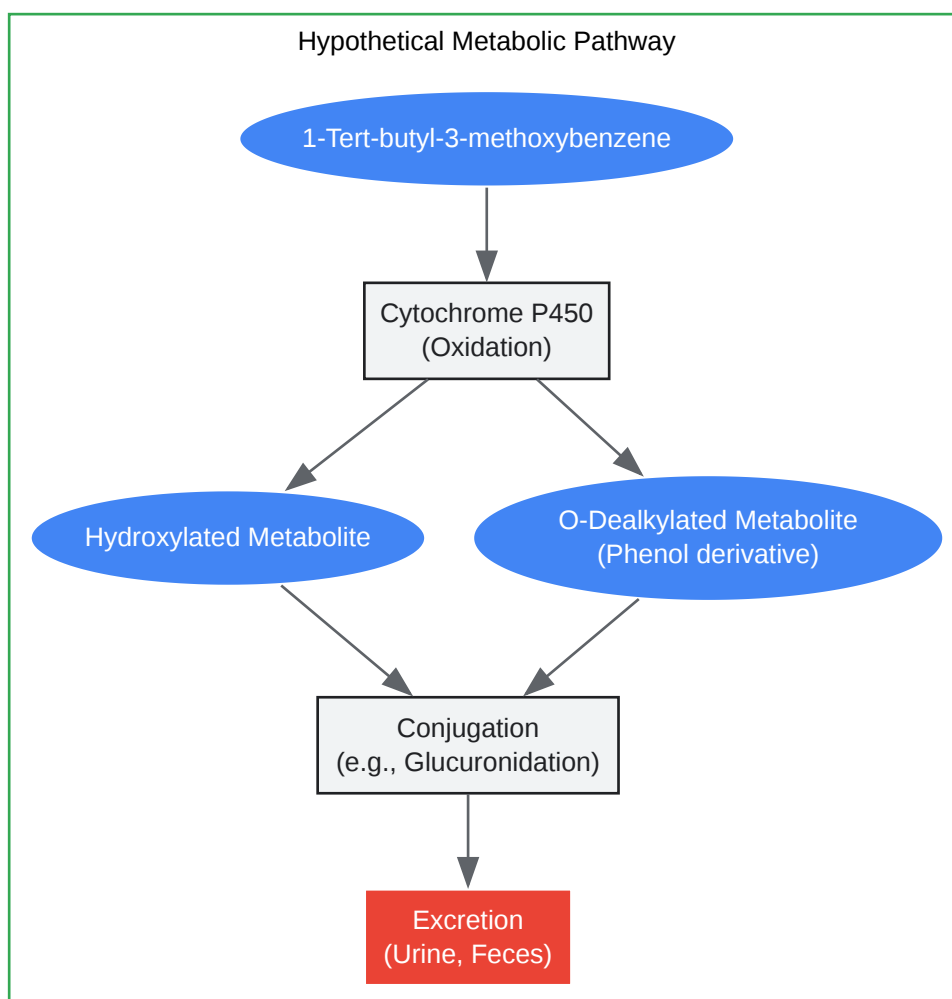 Hypothetical Metabolic Pathway
1-Tert-butyl-3-methoxybenzene
Cytochrome P450
(Oxidation)
Hydroxylated Metabolite
O-Dealkylated Metabolite
(Phenol derivative)
Conjugation
(e.g., Glucuronidation)
Excretion
(Urine, Feces)